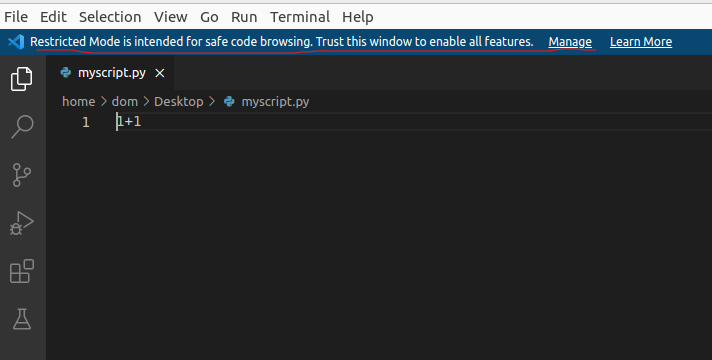 File Edit Selection View Go Run Terminal Help
Restricted Mode is intended for safe code browsing. Trust this window to enable all features. Manage Learn More
myscript.py
home > dom > Desktop > myscript.py
1 1+1